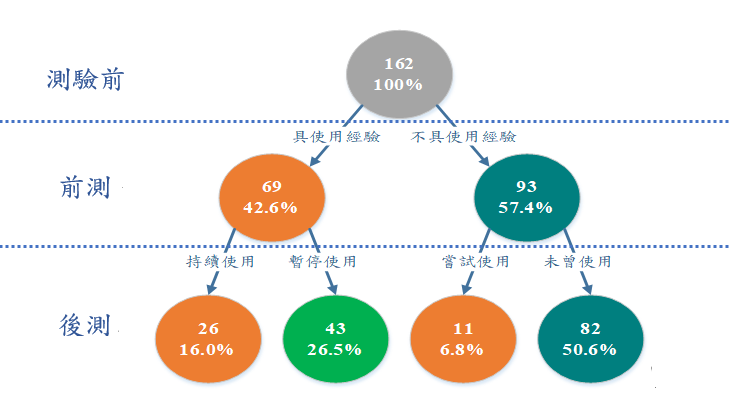 162
100%
測驗前
具使用經驗
不具使用經驗
前測
69
42.6%
93
57.4%
持續使用
暫停使用
嘗試使用
未曾使用
後測
26
16.0%
43
26.5%
11
6.8%
82
50.6%